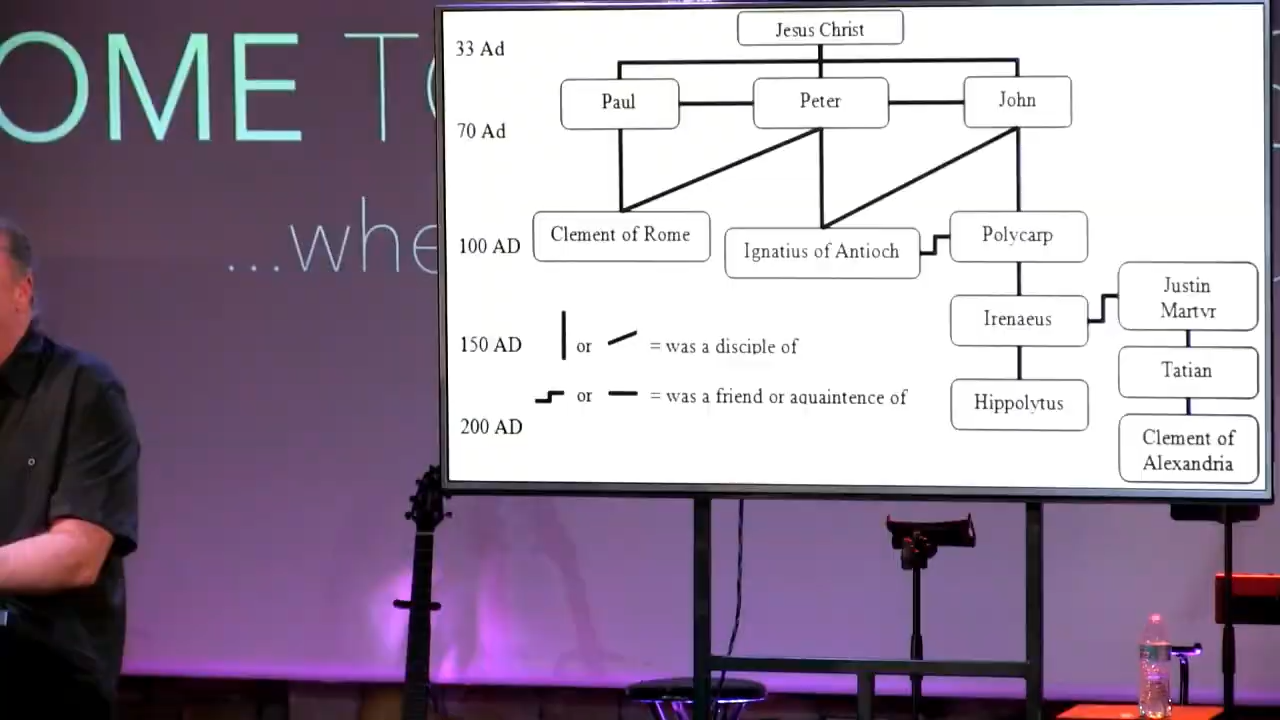 OME T
...whe
Jesus Christ
33 Ad
Paul
Peter
John
70 Ad
Clement of Rome
Ignatius of Antioch
Polycarp
100 AD
Justin
Martvr
Irenaeus
150 AD
or
= was a disciple of
Tatian
or
= was a friend or aquaintence of
Hippolytus
200 AD
Clement of
Alexandria